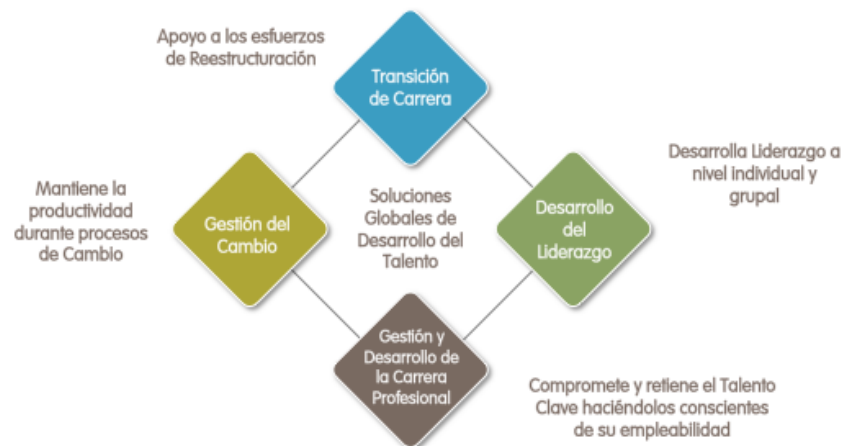 Apoyo a los esfuerzos
de Reestructuración
Transición
de Carrera
Desarrolla Liderazgo a
nivel individual y
grupal
Mantiene la
productividad
durante procesos
de Cambio
Gestión del
Cambio
Soluciones
Globales de
Desarrollo del
Talento
Desarrollo
del
Liderazgo
Gestión y
Desarrollo de
la Carrera
Profesional
Compromete y retiene el Talento
Clave haciéndolos conscientes
de su empleabilidad